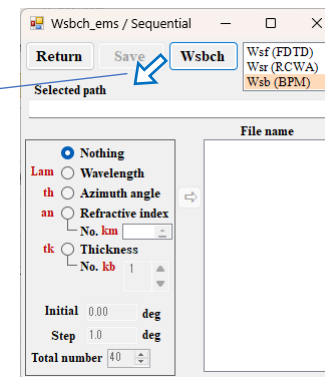 Wsbch_ems / Sequential
Return Save Wsbch
Wsf (FDTD)
Wsr (RCWA)
Wsb (BPM)
Selected path
File name
Nothing
Lam Wavelength
th Azimuth angle
an Refractive index
No. km
tk Thickness
No. kb 1
Initial 0.00 deg
Step 1.0 deg
Total number 40